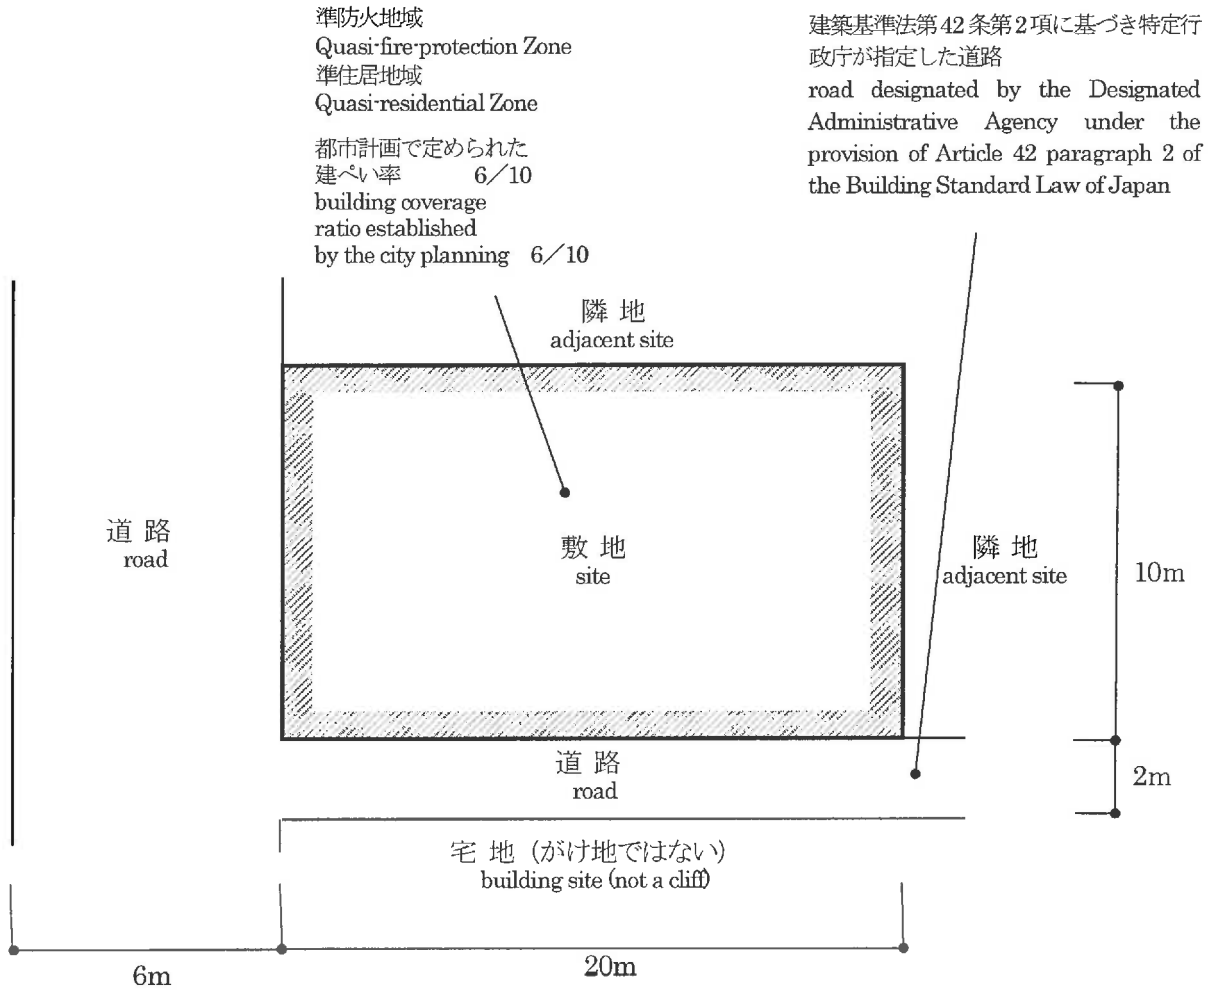 準防火地域
Quasi-fire-protection Zone
準住居地域
Quasi-residential Zone
都市計画で定められた
建ぺい率 6／10
building coverage
ratio established
by the city planning 6／10
建築基準法第42条第2項に基づき特定行
政庁が指定した道路
road designated by the Designated
Administrative Agency under the
provision of Article 42 paragraph 2 of
the Building Standard Law of Japan
隣 地
adjacent site
道 路
road
敷 地
site
隣 地
adjacent site
10m
道 路
road
2m
宅 地（がけ地ではない）
building site (not a cliff)
6m
20m